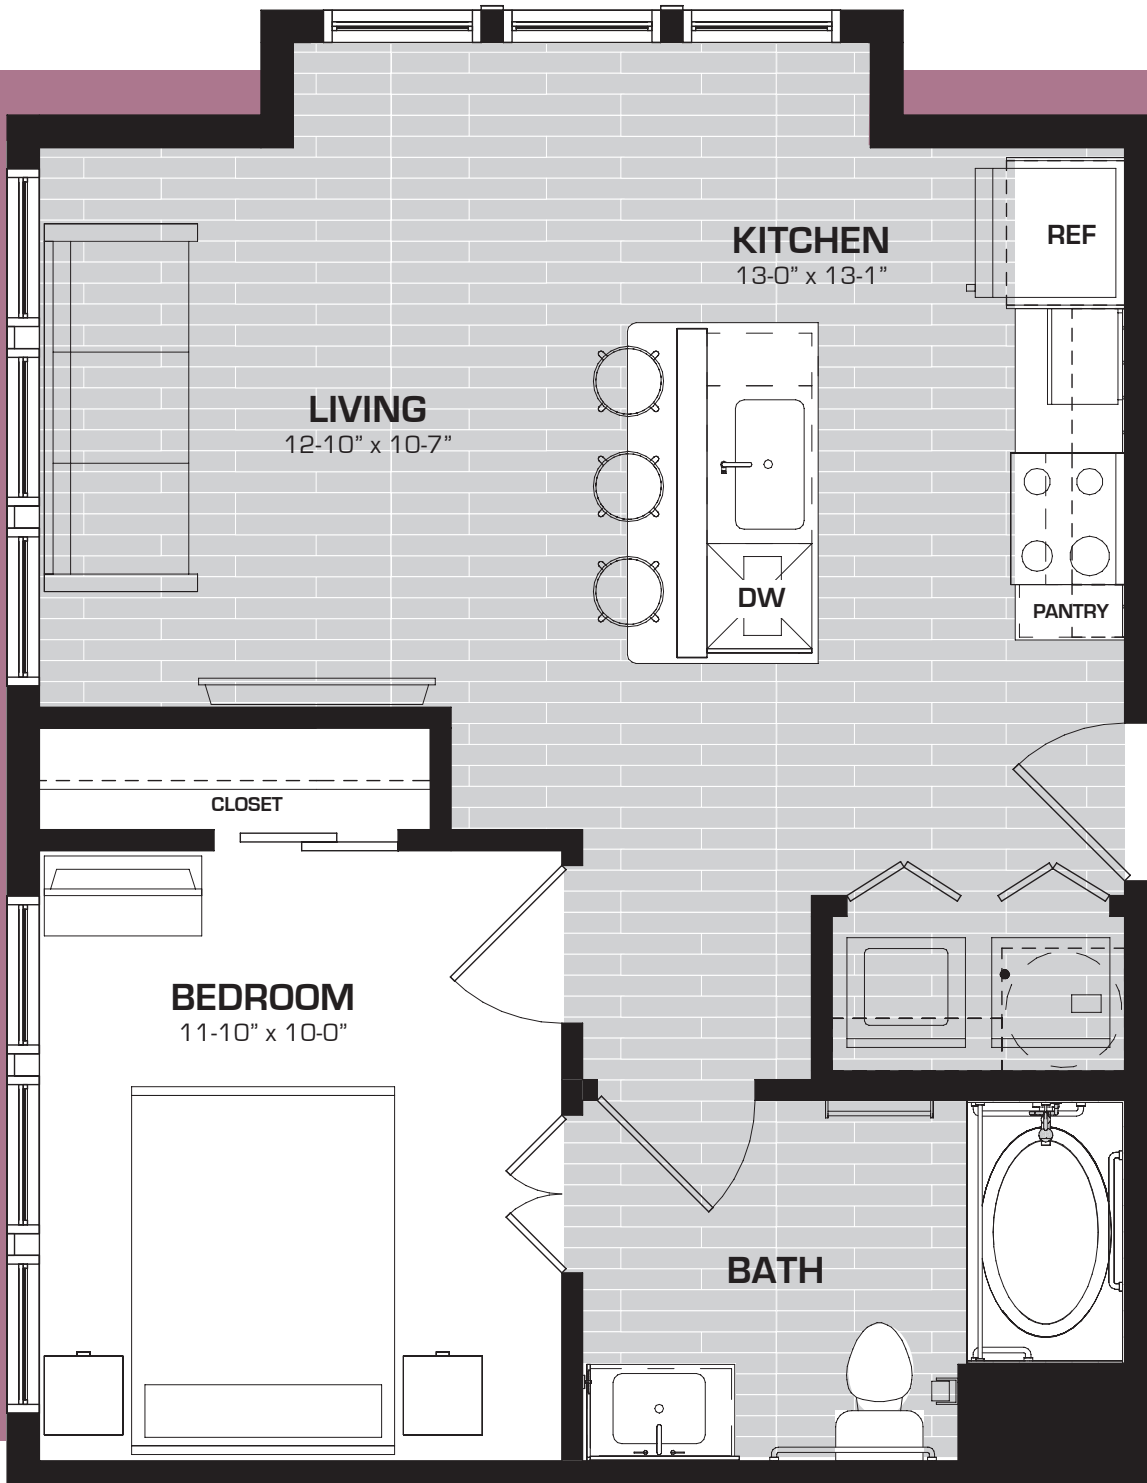 KITCHEN
13-0” x 13-1”
REF
LIVING
12-10” x 10-7”
DW
PANTRY
CLOSET
BEDROOM
11-10” x 10-0”
BATH